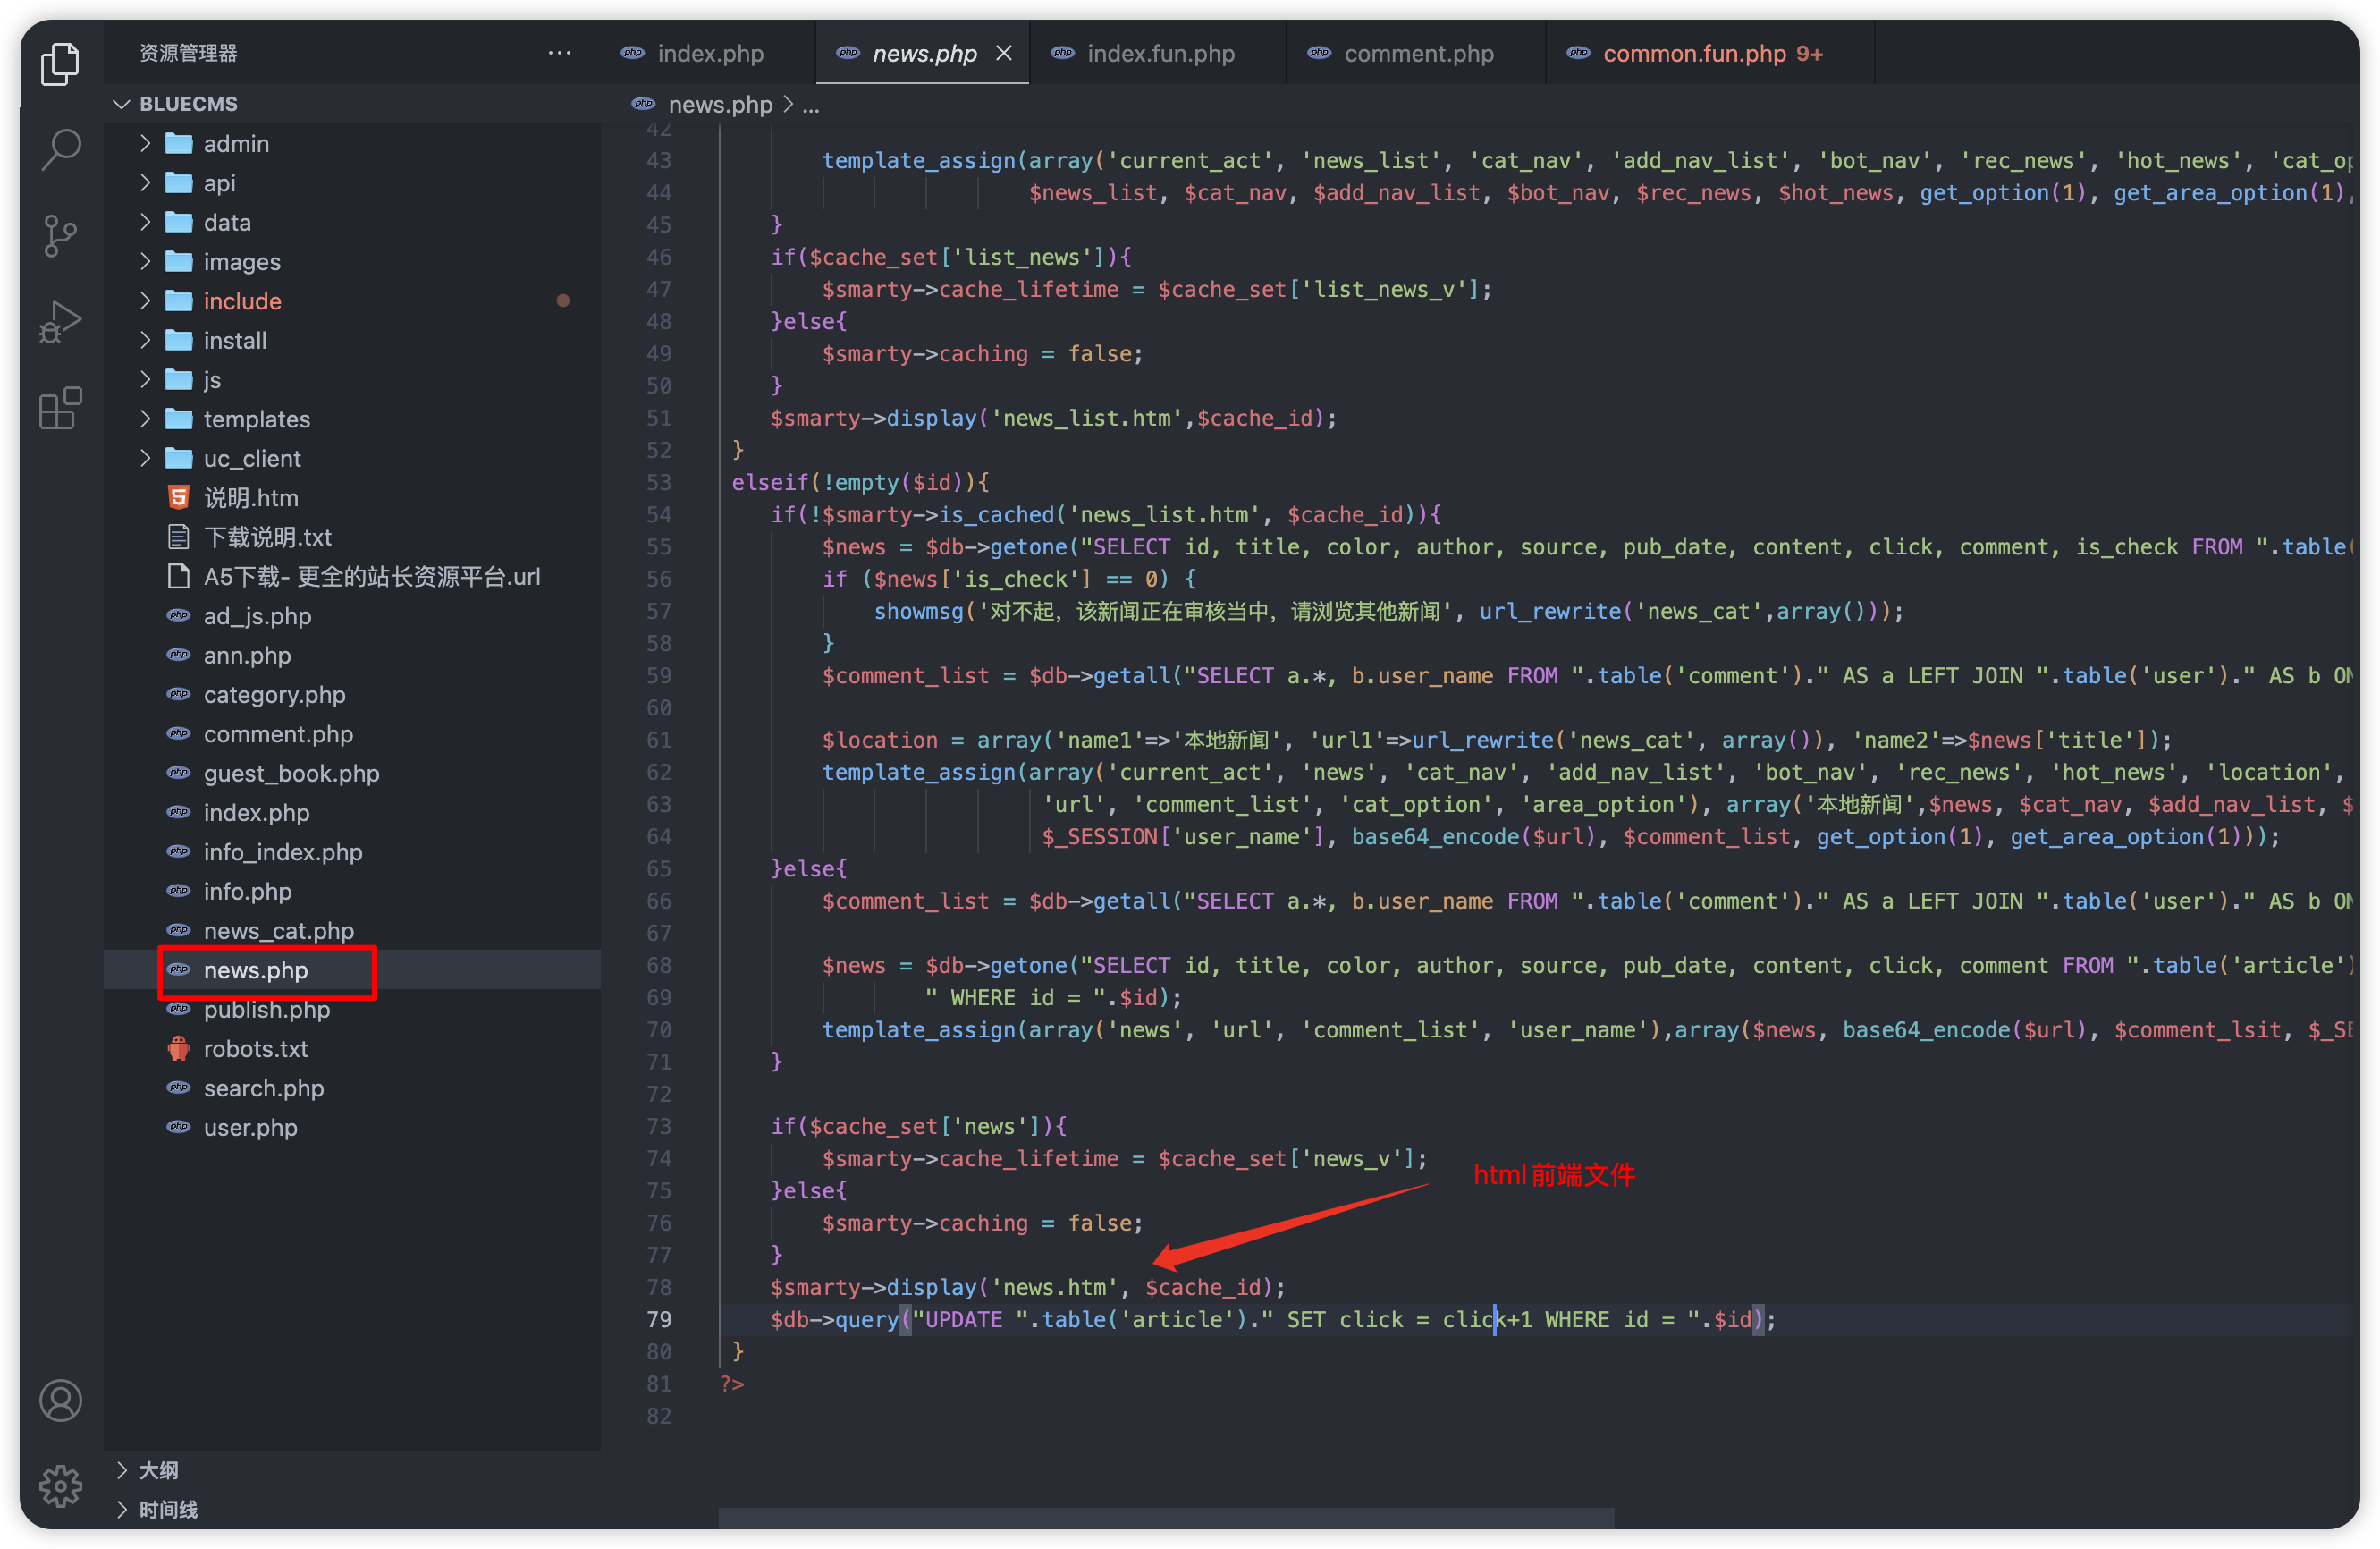 资源管理器 ···
index.php
news.php
index.fun.php
comment.php
common.fun.php 9+
BLUECMS
news.php > ...
admin
api
data
images
include
install
js
templates
uc_client
说明.htm
下载说明.txt
A5下载- 更全的站长资源平台.url
ad_js.php
ann.php
category.php
comment.php
guest_book.php
index.php
info_index.php
info.php
news_cat.php
news.php
publish.php
robots.txt
search.php
user.php
大纲
时间线
42
43 template_assign(array('current_act', 'news_list', 'cat_nav', 'add_nav_list', 'bot_nav', 'rec_news', 'hot_news', 'cat_op
44 $news_list, $cat_nav, $add_nav_list, $bot_nav, $rec_news, $hot_news, get_option(1), get_area_option(1),
45 }
46 if($cache_set['list_news']){
47 $smarty->cache_lifetime = $cache_set['list_news_v'];
48 }else{
49 $smarty->caching = false;
50 }
51 $smarty->display('news_list.htm',$cache_id);
52 }
53 elseif(!empty($id)){
54 if(!$smarty->is_cached('news_list.htm', $cache_id)){
55 $news = $db->getone("SELECT id, title, color, author, source, pub_date, content, click, comment, is_check FROM ".table(
56 if ($news['is_check'] == 0) {
57 showmsg('对不起，该新闻正在审核当中，请浏览其他新闻', url_rewrite('news_cat',array()));
58 }
59 $comment_list = $db->getall("SELECT a.*, b.user_name FROM ".table('comment')." AS a LEFT JOIN ".table('user')." AS b ON
60
61 $location = array('name1'=>'本地新闻', 'url1'=>url_rewrite('news_cat', array()), 'name2'=>$news['title']);
62 template_assign(array('current_act', 'news', 'cat_nav', 'add_nav_list', 'bot_nav', 'rec_news', 'hot_news', 'location',
63 'url', 'comment_list', 'cat_option', 'area_option'), array('本地新闻',$news, $cat_nav, $add_nav_list, $
64 $_SESSION['user_name'], base64_encode($url), $comment_list, get_option(1), get_area_option(1)));
65 }else{
66 $comment_list = $db->getall("SELECT a.*, b.user_name FROM ".table('comment')." AS a LEFT JOIN ".table('user')." AS b ON
67
68 $news = $db->getone("SELECT id, title, color, author, source, pub_date, content, click, comment FROM ".table('article')
69 " WHERE id = ".$id);
70 template_assign(array('news', 'url', 'comment_list', 'user_name'),array($news, base64_encode($url), $comment_lsit, $_SE
71 }
72
73 if($cache_set['news']){
74 $smarty->cache_lifetime = $cache_set['news_v'];
75 }else{
html前端文件
76 $smarty->caching = false;
77 }
78 $smarty->display('news.htm', $cache_id);
79 $db->query("UPDATE ".table('article')." SET click = click+1 WHERE id = ".$id);
80 }
81 ?>
82